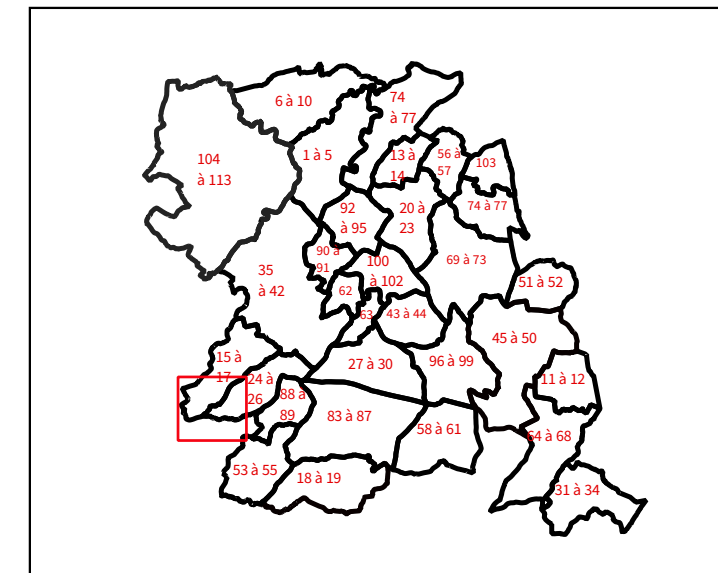 6 à 10
74
à 77
104
à 113
1 à 5
13 à
14
56 à
57
103
92
à 95
20 à
23
74 à 77
90 à
91
100
à 102
69 à 73
35
à 42
62
51 à 52
63
43 à 44
45 à 50
15 à
17
24 à
26
27 à 30
96 à 99
11 à 12
88 à
89
83 à 87
58 à 61
64 à 68
53 à 55
18 à 19
31 à 34